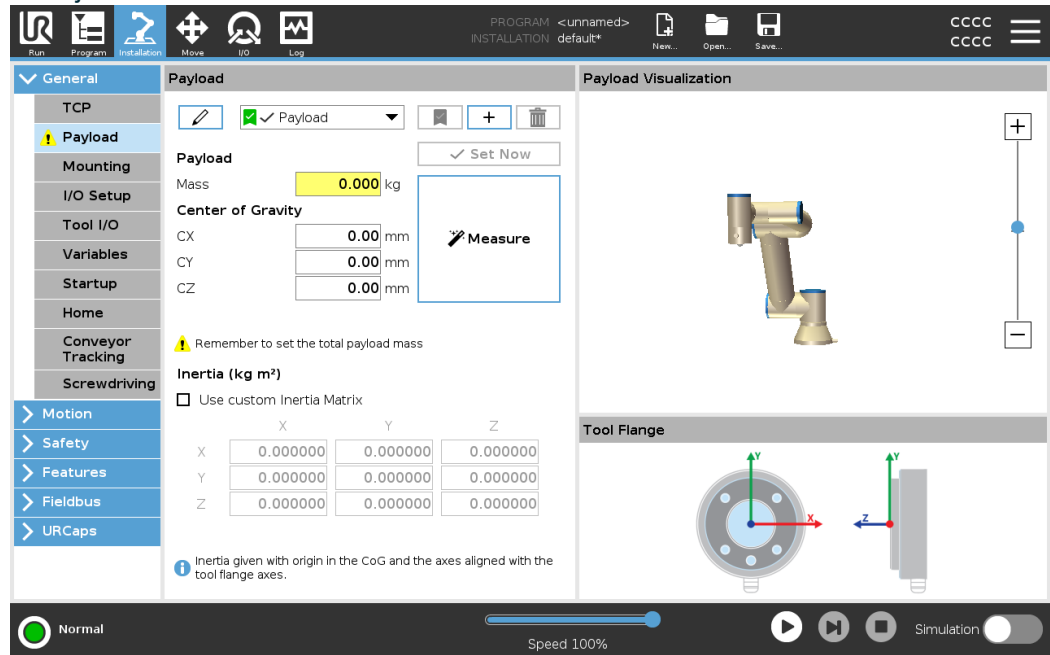 PROGRAM <unnamed>
INSTALLATION default*
cccc
cccc
Run Program Installation Move I/O Log New... Open... Save...
General
TCP
Payload
Mounting
I/O Setup
Tool I/O
Variables
Startup
Home
Conveyor
Tracking
Screwdriving
Motion
Safety
Features
Fieldbus
URCaps
Payload
Payload
+
Set Now
Payload
Mass 0.000 kg
Center of Gravity
CX 0.00 mm
CY 0.00 mm
CZ 0.00 mm
Measure
Remember to set the total payload mass
Inertia (kg m²)
Use custom Inertia Matrix
X Y Z
X 0.000000 0.000000 0.000000
Y 0.000000 0.000000 0.000000
Z 0.000000 0.000000 0.000000
Inertia given with origin in the CoG and the axes aligned with the
tool flange axes.
Payload Visualization
Tool Flange
Y
X
Y
Z
Normal
Speed 100%
Simulation